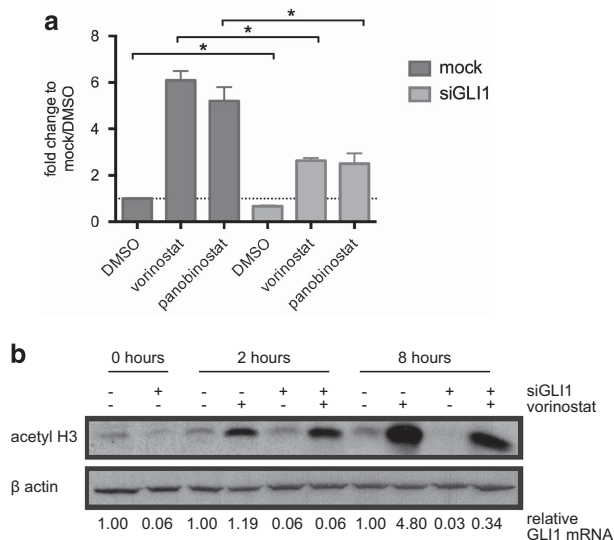 a
*
*
*
8
6
4
2
0
fold change to
mock/DMSO
mock
siGLI1
DMSO
vorinostat
panobinostat
DMSO
vorinostat
panobinostat
b
0 hours 2 hours 8 hours
- + - - + + - - + + siGLI1
- - - + - + - + - + vorinostat
acetyl H3
β actin
1.00 0.06 1.00 1.19 0.06 0.06 1.00 4.80 0.03 0.34 relative
GLI1 mRNA